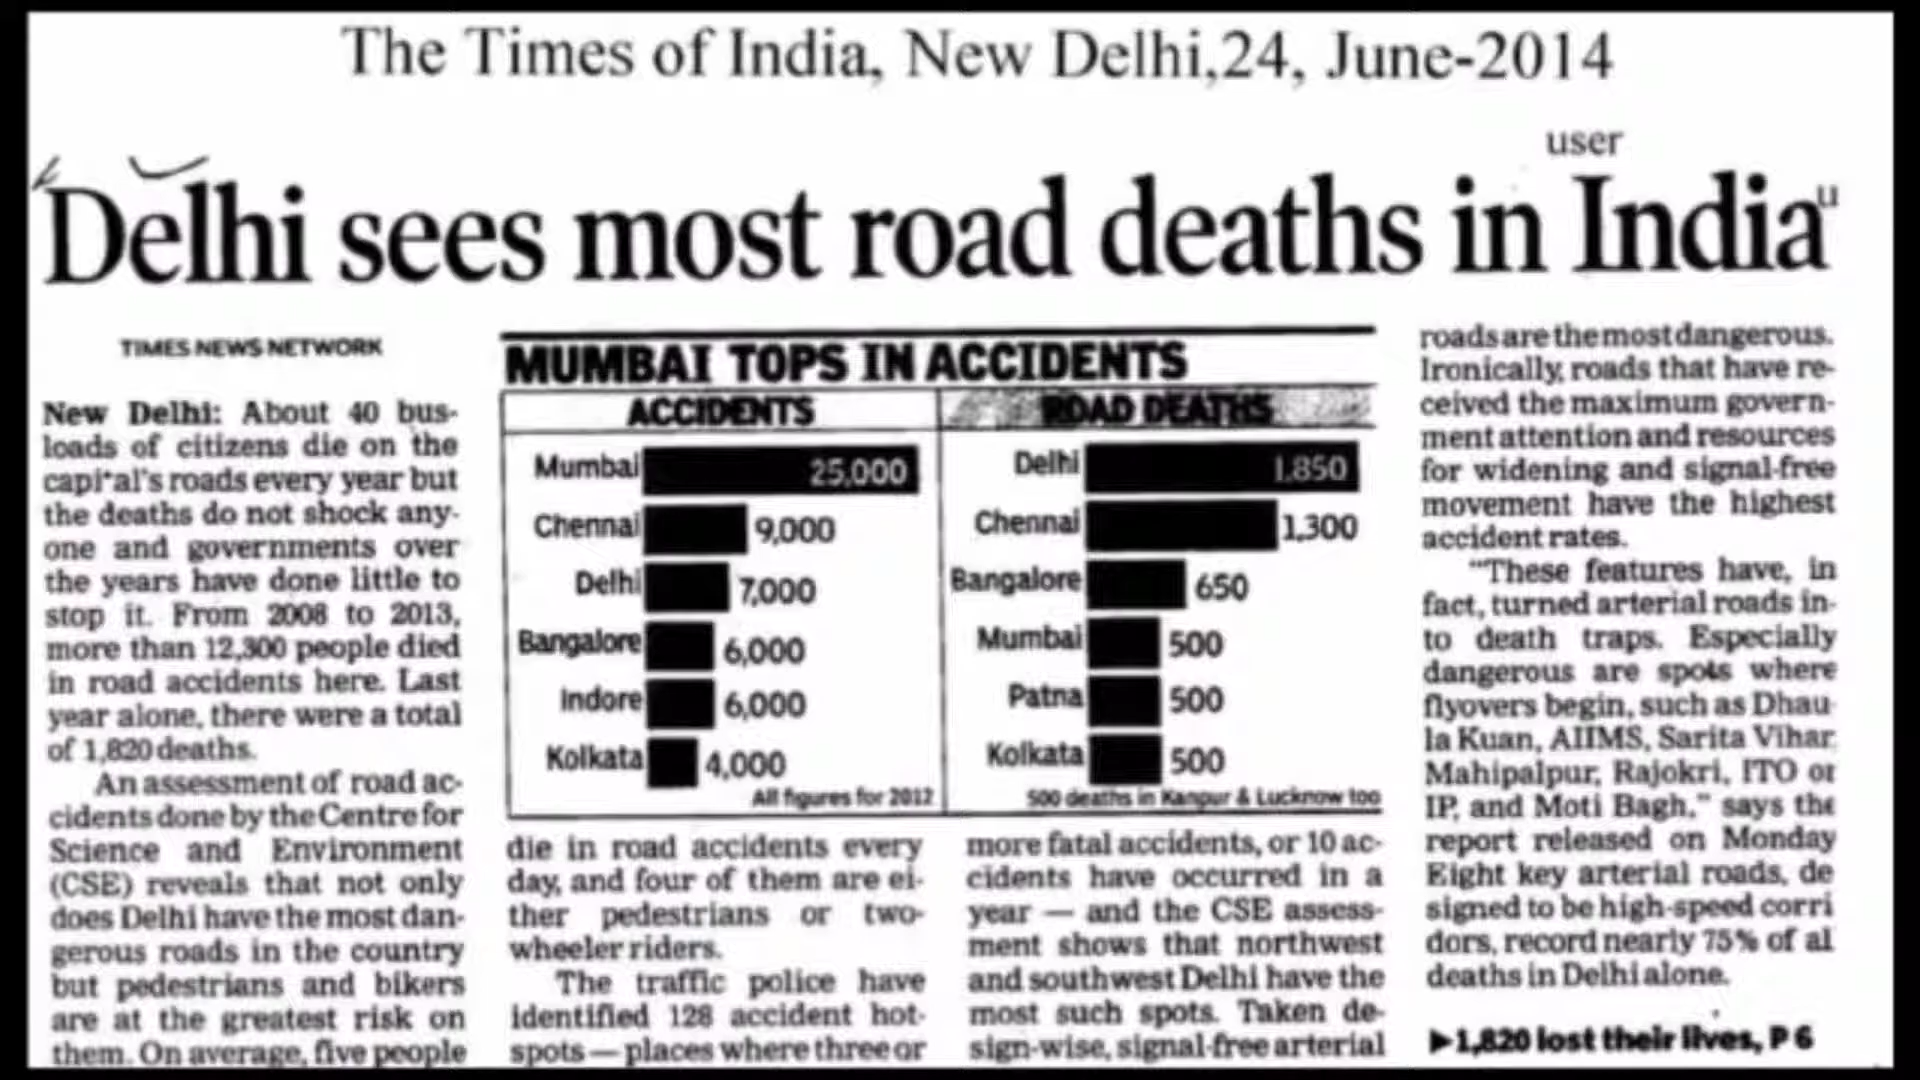 The Times of India, New Delhi,24, June-2014
user
Delhi sees most road deaths in India
u
TIMES NEWS NETWORK
New Delhi: About 40 bus-
loads of citizens die on the
capital's roads every year but
the deaths do not shock any-
one and governments over
the years have done little to
stop it. From 2008 to 2013,
more than 12,300 people died
in road accidents here. Last
year alone, there were a total
of 1,820 deaths.
An assessment of road ac-
cidents done by the Centre for
Science and Environment
(CSE) reveals that not only
does Delhi have the most dan-
gerous roads in the country
but pedestrians and bikers
are at the greatest risk on
them. On average, five people
MUMBAI TOPS IN ACCIDENTS
ACCIDENTS
Mumbai 25,000
Chennai 9,000
Delhi 7,000
Bangalore 6,000
Indore 6,000
Kolkata 4,000
All figures for 2012
ROAD DEATHS
Delhi 1,850
Chennai 1,300
Bangalore 650
Mumbai 500
Patna 500
Kolkata 500
500 deaths in Kanpur & Lucknow too
die in road accidents every
day, and four of them are ei-
ther pedestrians or two-
wheeler riders.
The traffic police have
identified 128 accident hot-
spots — places where three or
more fatal accidents, or 10 ac-
cidents have occurred in a
year — and the CSE assess-
ment shows that northwest
and southwest Delhi have the
most such spots. Taken de-
sign-wise, signal-free arterial
roads are the most dangerous.
Ironically, roads that have re-
ceived the maximum govern-
ment attention and resources
for widening and signal-free
movement have the highest
accident rates.
"These features have, in
fact, turned arterial roads in-
to death traps. Especially
dangerous are spots where
flyovers begin, such as Dhau
la Kuan, AIIMS, Sarita Vihar,
Mahipalpur, Rajokri, ITO or
IP, and Moti Bagh," says the
report released on Monday
Eight key arterial roads, de
signed to be high-speed corri
dors, record nearly 75% of al
deaths in Delhi alone.
▶1,820 lost their lives, P 6